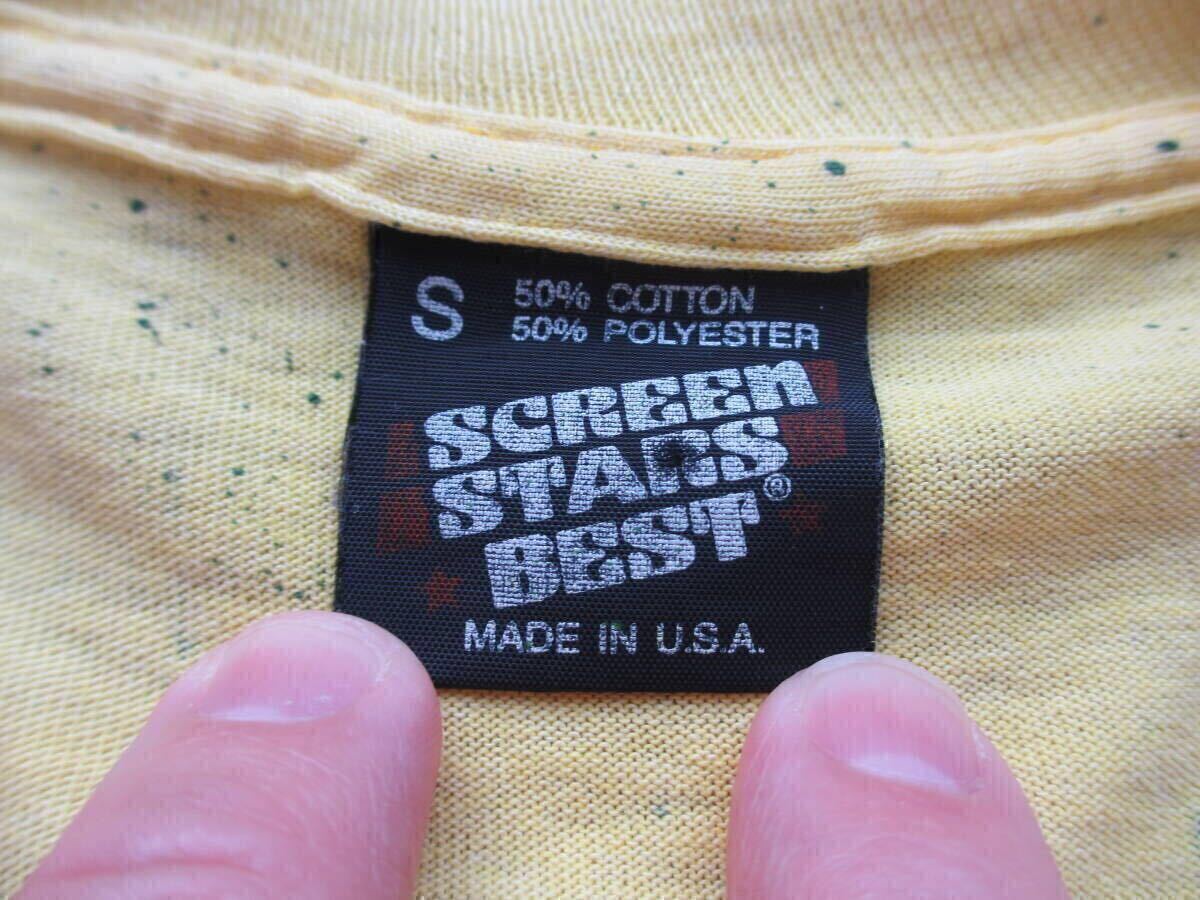 S 50% COTTON
50% POLYESTER
SCREEn
STARS
BEST®
MADE IN U.S.A.